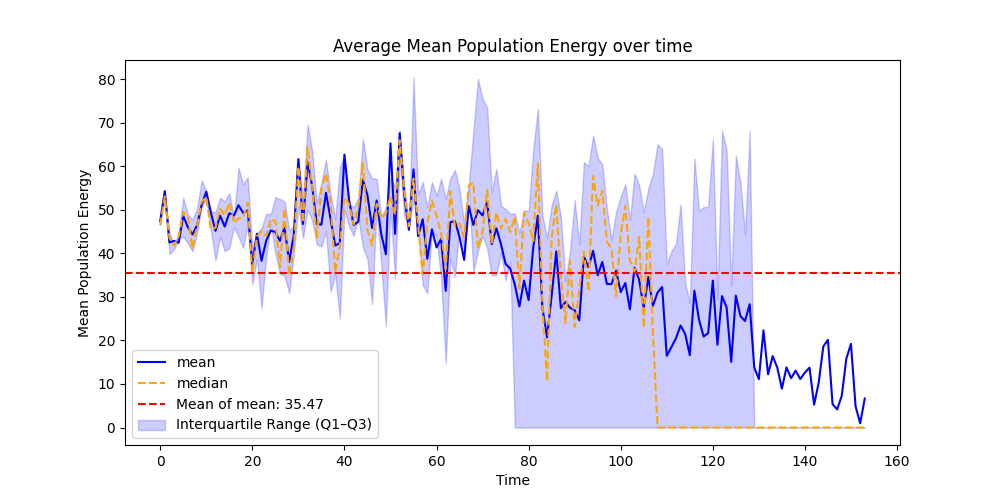 Average Mean Population Energy over time
Mean Population Energy
80
70
60
50
40
30
20
10
0
mean
median
Mean of mean: 35.47
Interquartile Range (Q1–Q3)
0
20
40
60
80
100
120
140
160
Time